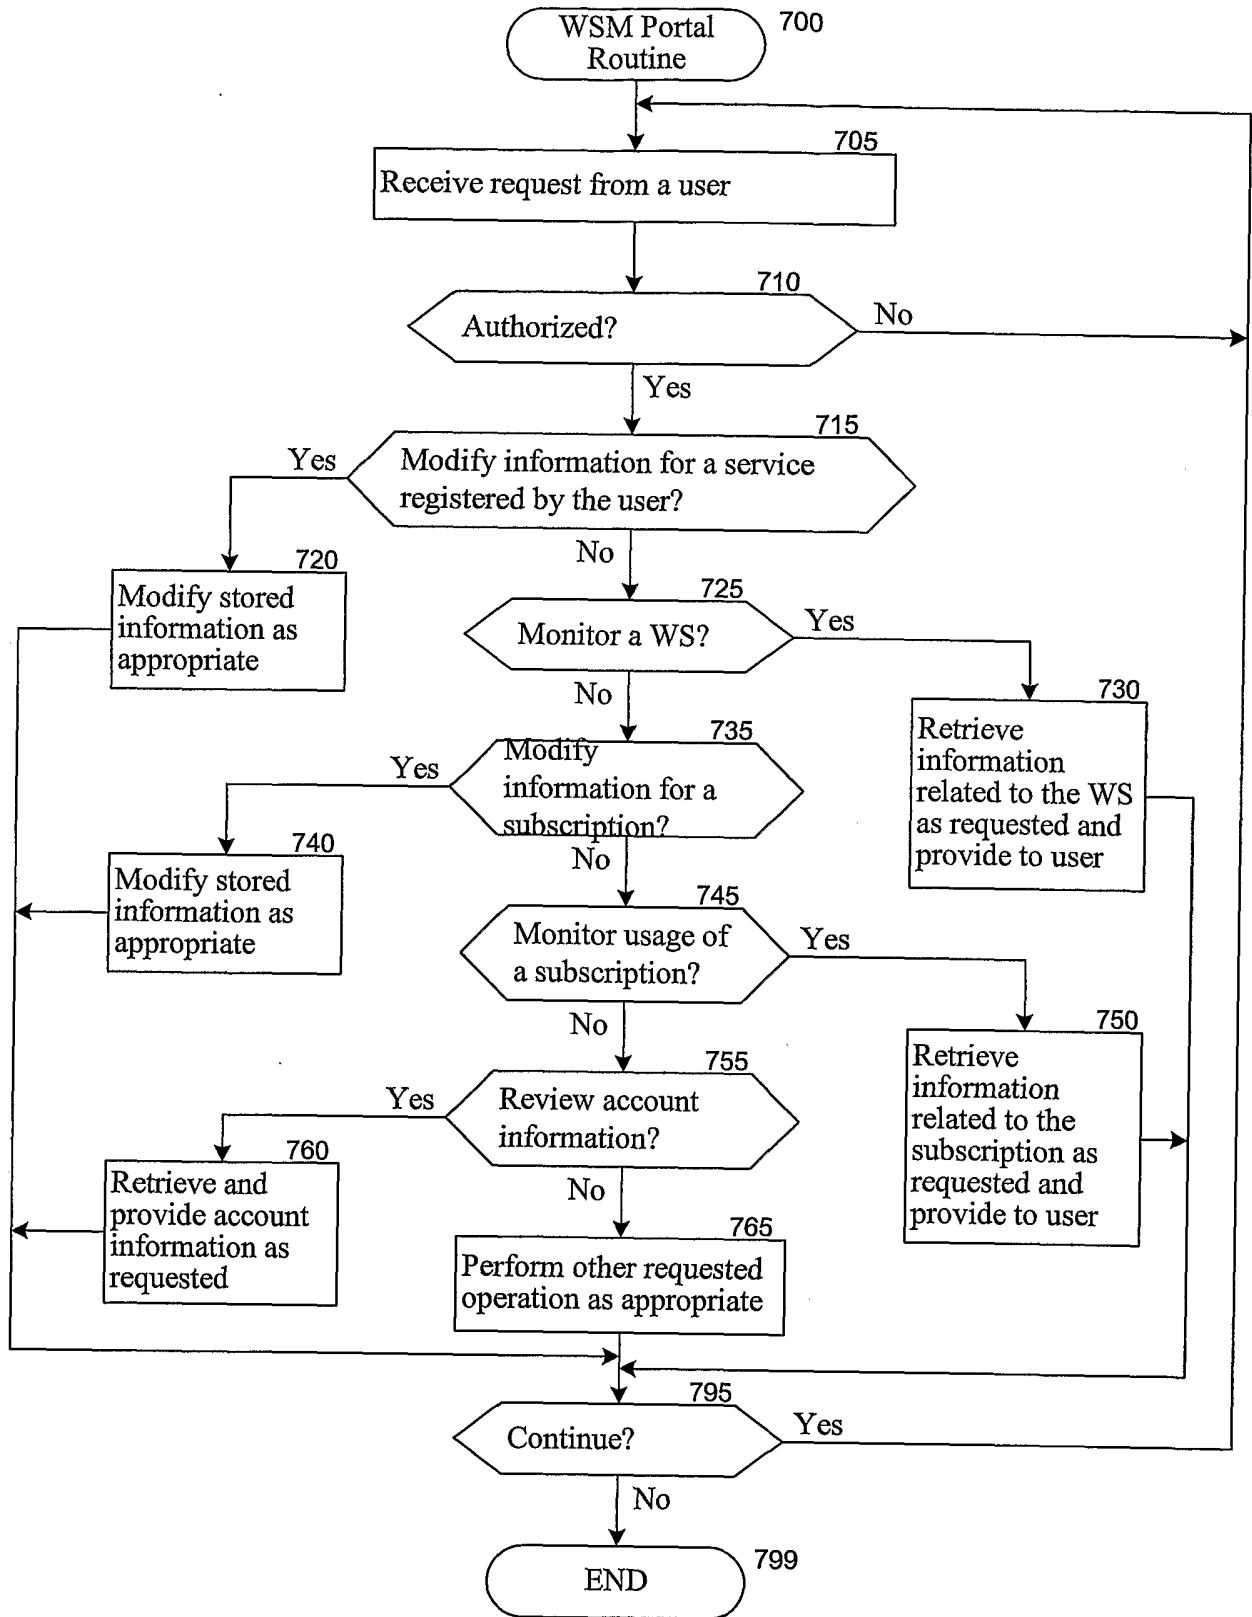 WSM Portal
Routine
700
705
Receive request from a user
710
Authorized?
No
Yes
715
Modify information for a service
registered by the user?
Yes
No
720
Modify stored
information as
appropriate
725
Monitor a WS?
Yes
No
730
Retrieve
information
related to the WS
as requested and
provide to user
735
Modify
information for a
subscription?
Yes
No
740
Modify stored
information as
appropriate
745
Monitor usage of
a subscription?
Yes
No
750
Retrieve
information
related to the
subscription as
requested and
provide to user
755
Review account
information?
Yes
No
760
Retrieve and
provide account
information as
requested
765
Perform other requested
operation as appropriate
795
Continue?
Yes
No
END
799